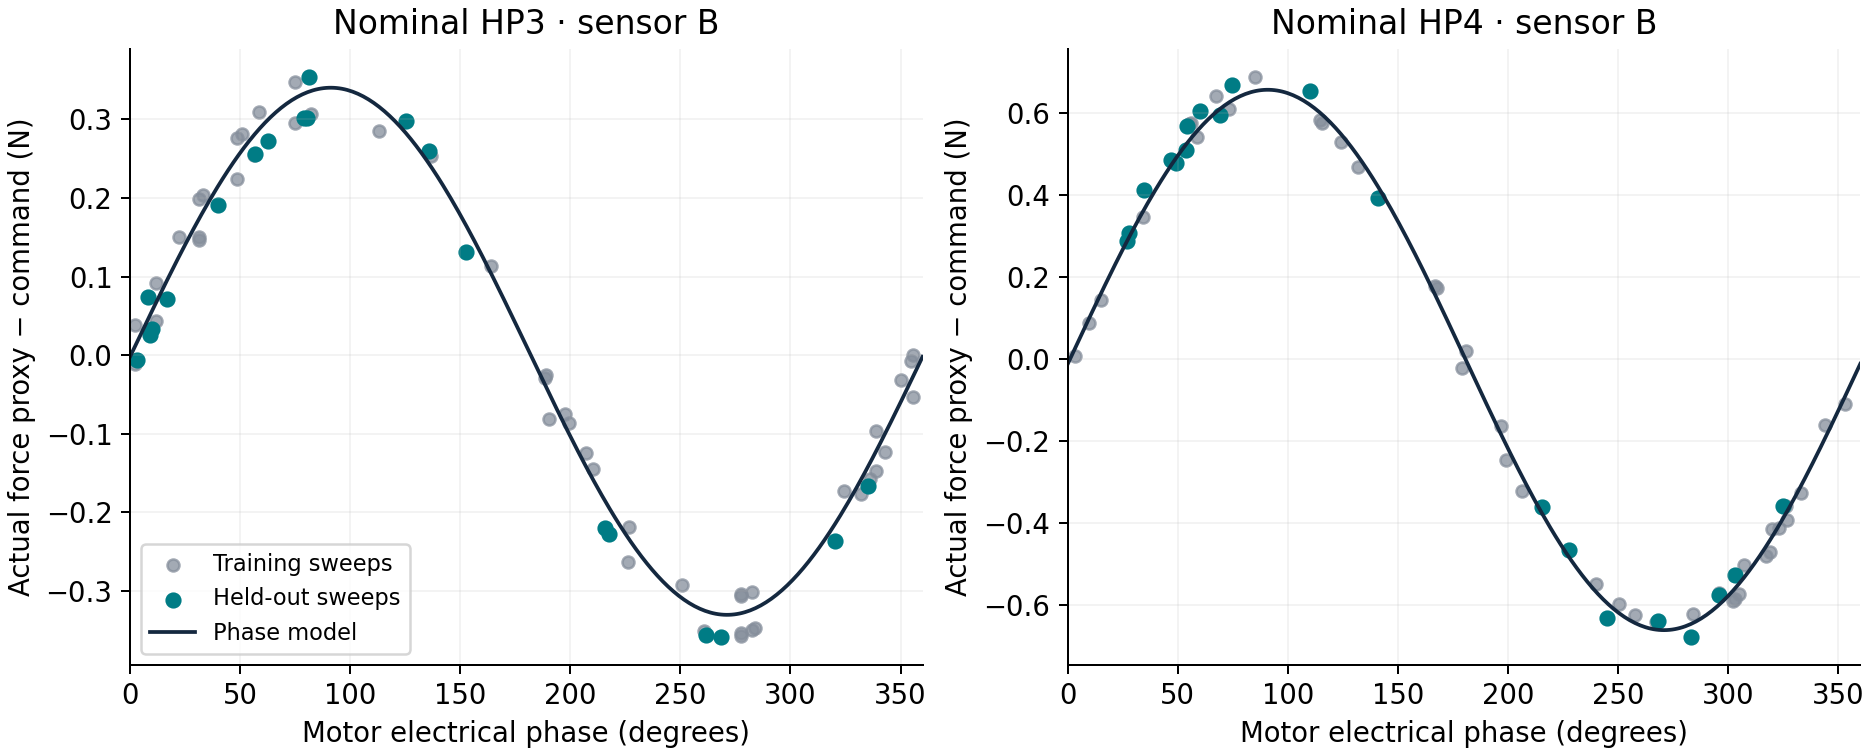 Nominal HP3 · sensor B
Actual force proxy − command (N)
0.3
0.2
0.1
0.0
−0.1
−0.2
−0.3
Training sweeps
Held-out sweeps
Phase model
0 50 100 150 200 250 300 350
Motor electrical phase (degrees)
Nominal HP4 · sensor B
Actual force proxy − command (N)
0.6
0.4
0.2
0.0
−0.2
−0.4
−0.6
0 50 100 150 200 250 300 350
Motor electrical phase (degrees)